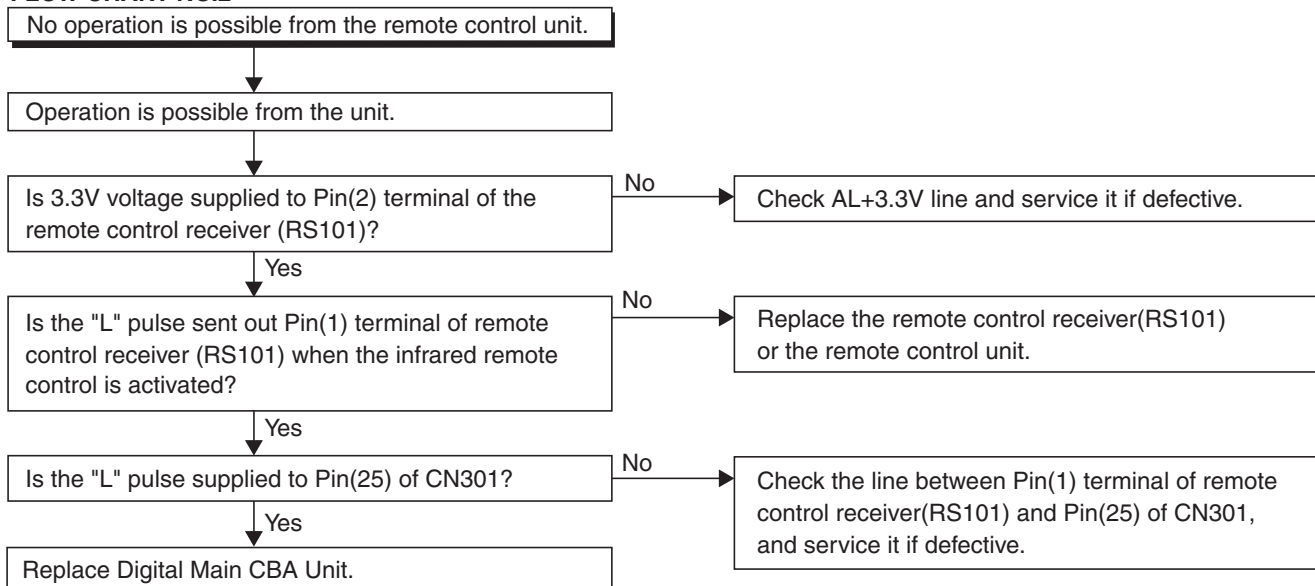 No operation is possible from the remote control unit.
Operation is possible from the unit.
Is 3.3V voltage supplied to Pin(2) terminal of the
remote control receiver (RS101)?
No
Check AL+3.3V line and service it if defective.
Yes
Is the "L" pulse sent out Pin(1) terminal of remote
control receiver (RS101) when the infrared remote
control is activated?
No
Replace the remote control receiver(RS101)
or the remote control unit.
Yes
Is the "L" pulse supplied to Pin(25) of CN301?
No
Check the line between Pin(1) terminal of remote
control receiver(RS101) and Pin(25) of CN301,
and service it if defective.
Yes
Replace Digital Main CBA Unit.